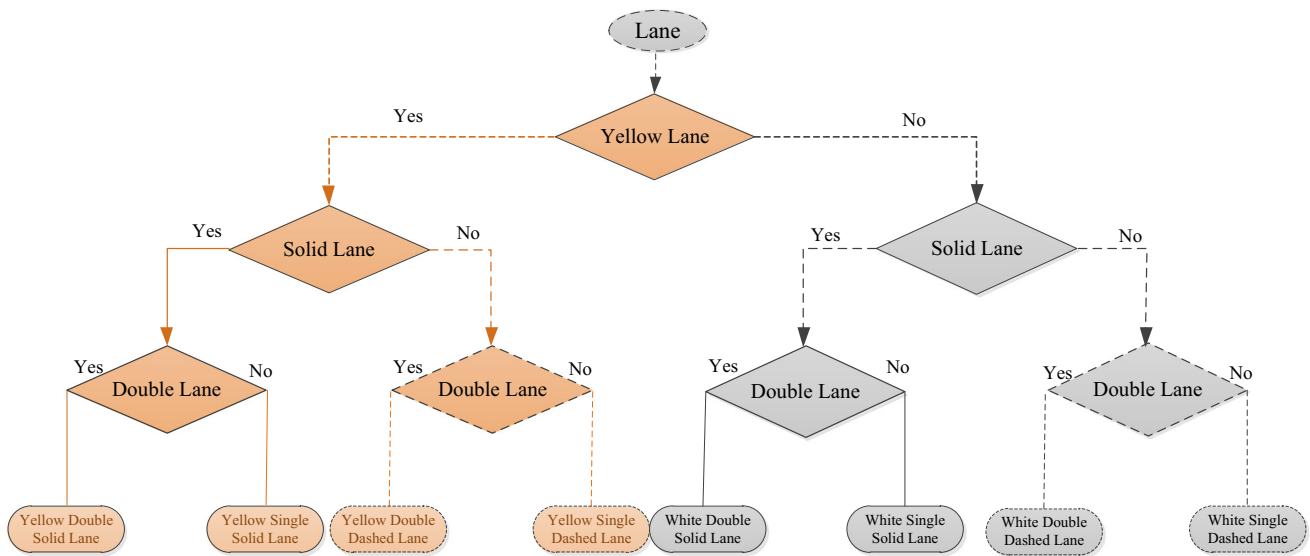 Lane
Yes
No
Yellow Lane
Yes
No
Yes
No
Solid Lane
Solid Lane
Yes
No
Yes
No
Yes
No
Yes
No
Double Lane
Double Lane
Double Lane
Double Lane
Yellow Double
Solid Lane
Yellow Single
Solid Lane
Yellow Double
Dashed Lane
Yellow Single
Dashed Lane
White Double
Solid Lane
White Single
Solid Lane
White Double
Dashed Lane
White Single
Dashed Lane